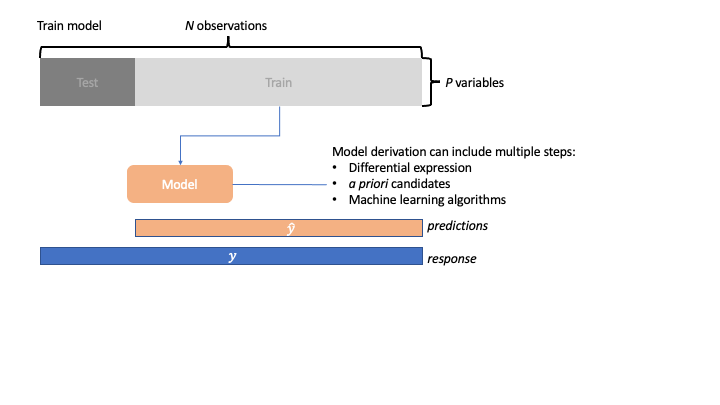 Train model
N observations
Test
Train
P variables
Model derivation can include multiple steps:
• Differential expression
• a priori candidates
• Machine learning algorithms
Model
ŷ
predictions
y
response